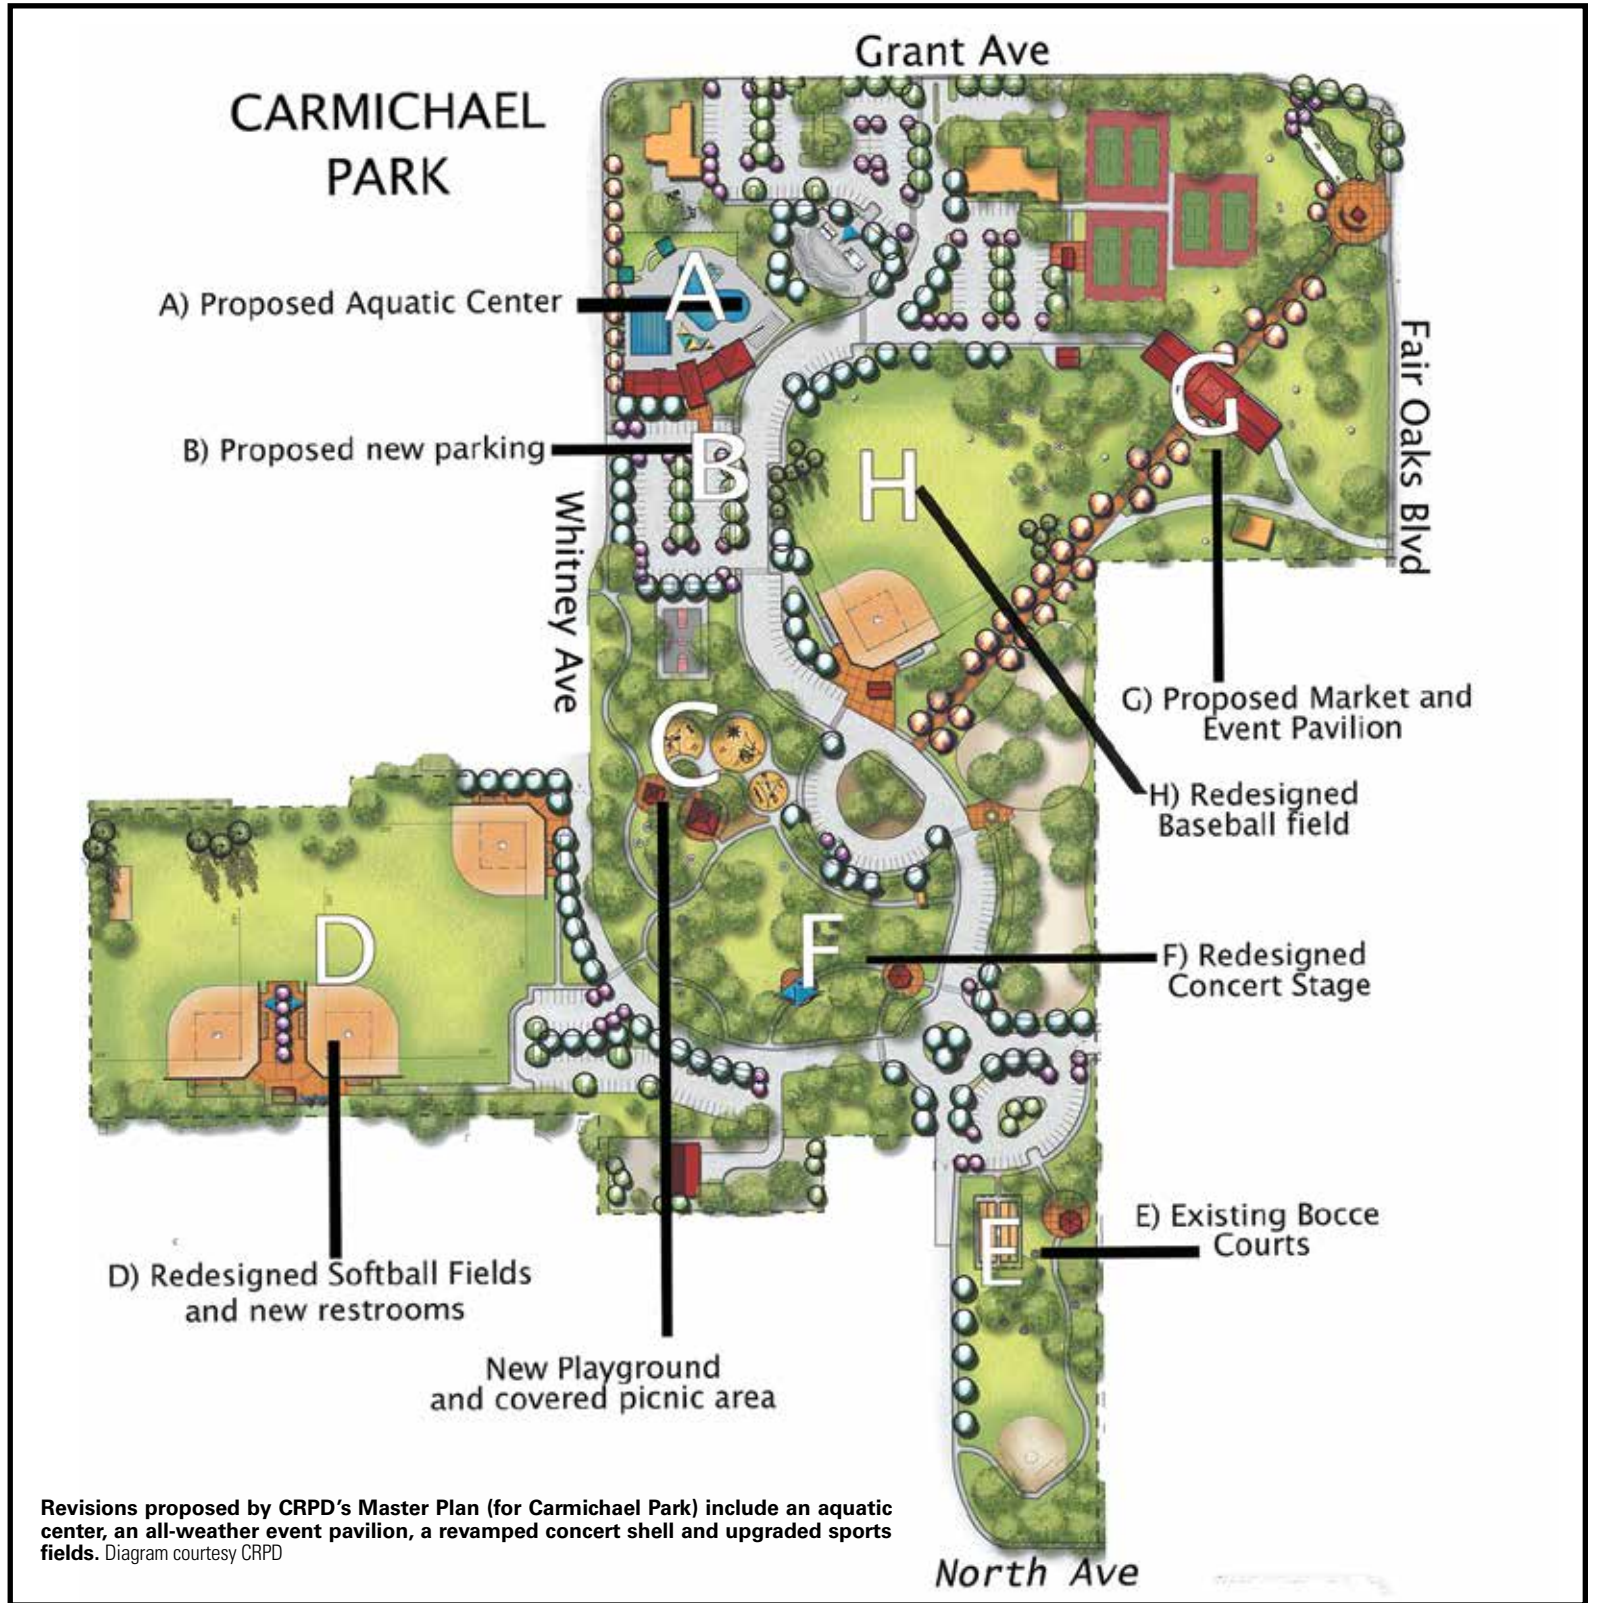 Grant Ave
CARMICHAEL
PARK
A
A) Proposed Aquatic Center
Fair Oaks Blvd
G
B
B) Proposed new parking
H
Whitney Ave
G) Proposed Market and
Event Pavilion
C
H) Redesigned
Baseball field
D
F
F) Redesigned
Concert Stage
E
E) Existing Bocce
Courts
D) Redesigned Softball Fields
and new restrooms
New Playground
and covered picnic area
Revisions proposed by CRPD's Master Plan (for Carmichael Park) include an aquatic
center, an all-weather event pavilion, a revamped concert shell and upgraded sports
fields. Diagram courtesy CRPD
North Ave